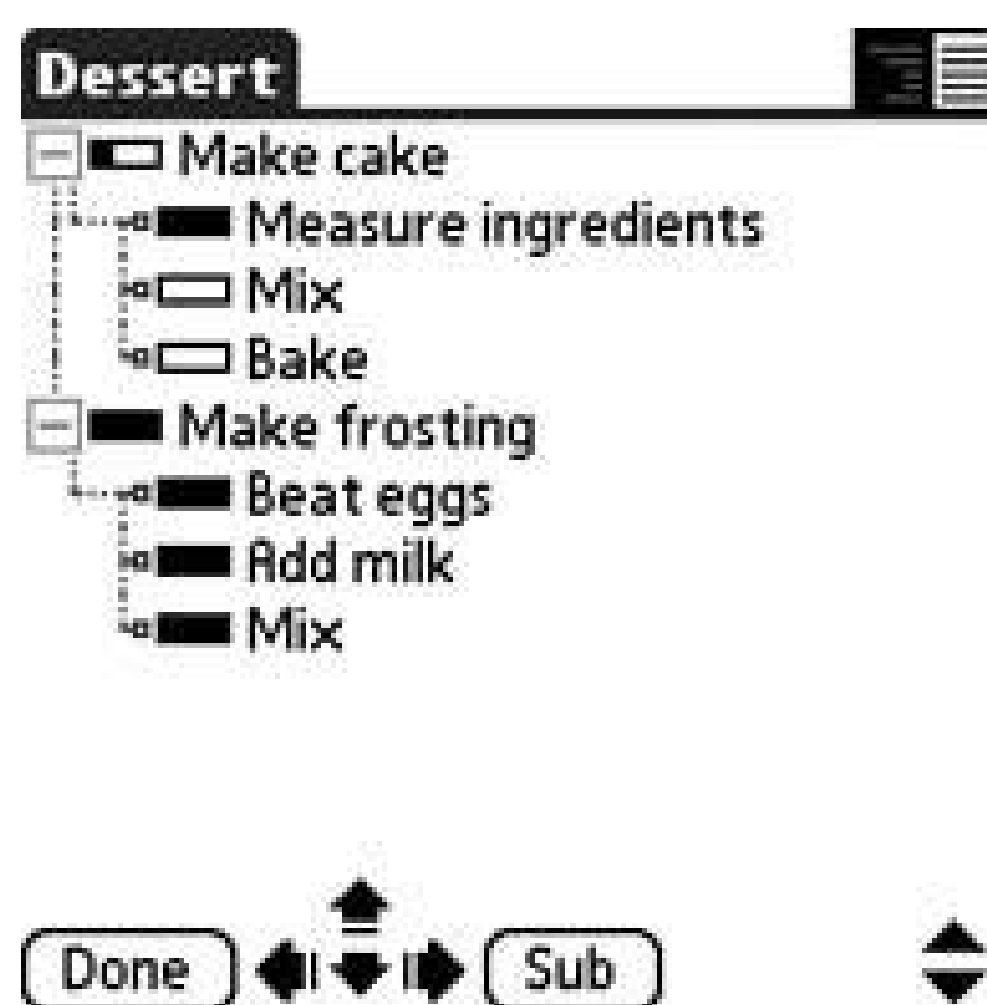 Dessert
Make cake
Measure ingredients
Mix
Bake
Make frosting
Beat eggs
Add milk
Mix
Done Sub